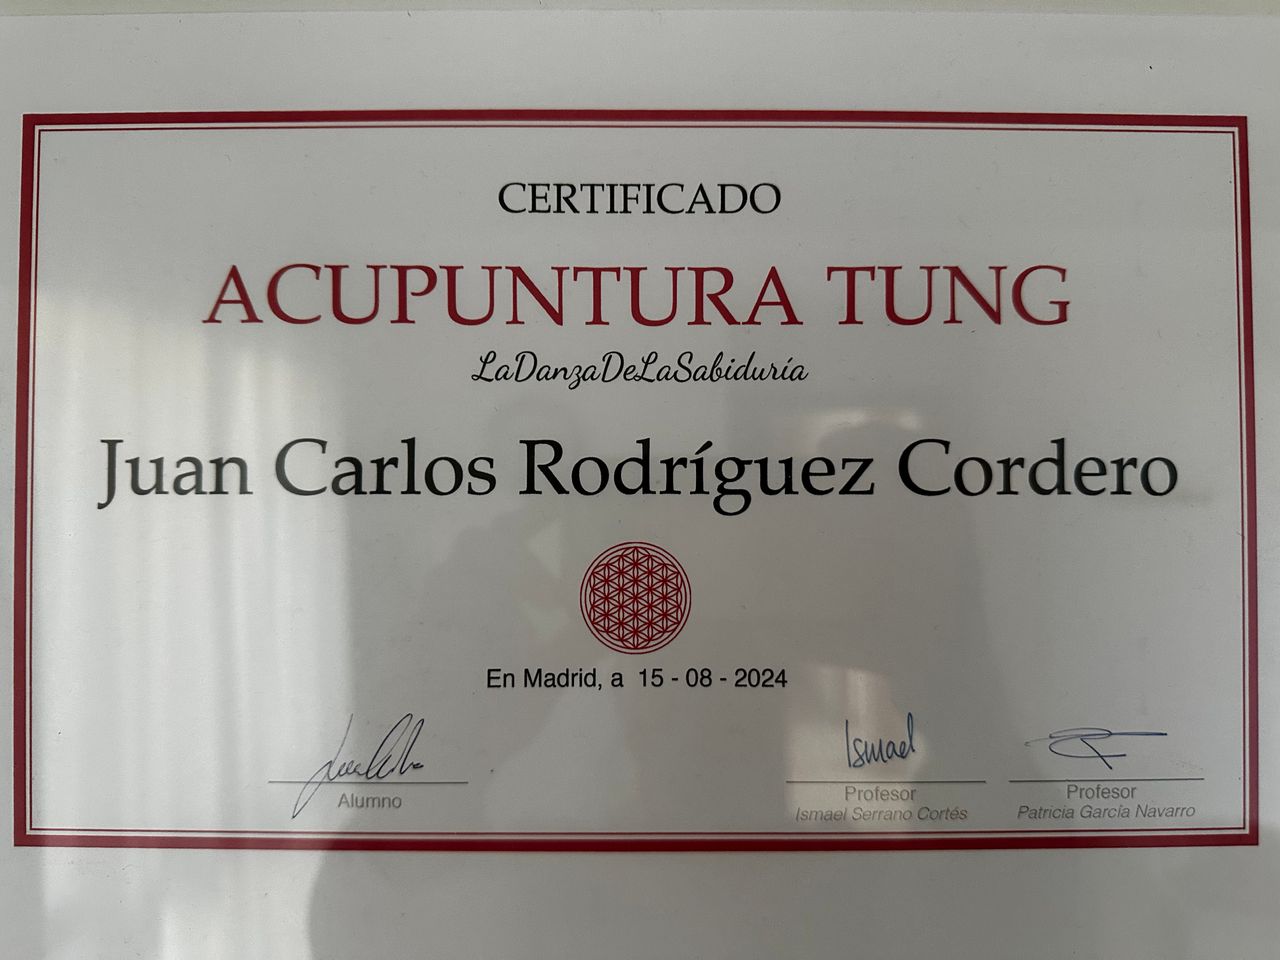 CERTIFICADO
ACUPUNTURA TUNG
LaDanzaDeLaSabiduría
Juan Carlos Rodríguez Cordero
En Madrid, a 15 - 08 - 2024
Ismael
Alumno
Profesor
Ismael Serrano Cortés
Profesor
Patricia García Navarro